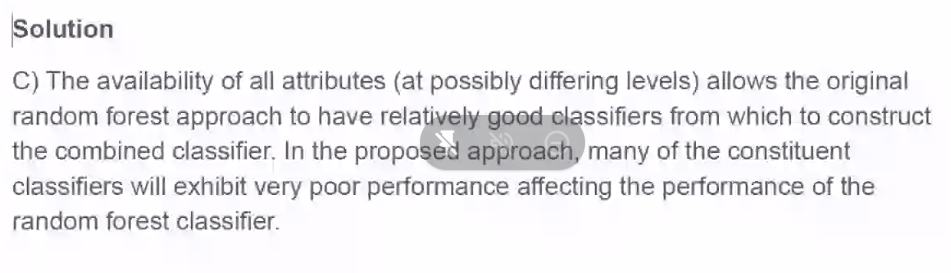 Solution
C) The availability of all attributes (at possibly differing levels) allows the original
random forest approach to have relatively good classifiers from which to construct
the combined classifier. In the proposed approach, many of the constituent
classifiers will exhibit very poor performance affecting the performance of the
random forest classifier.